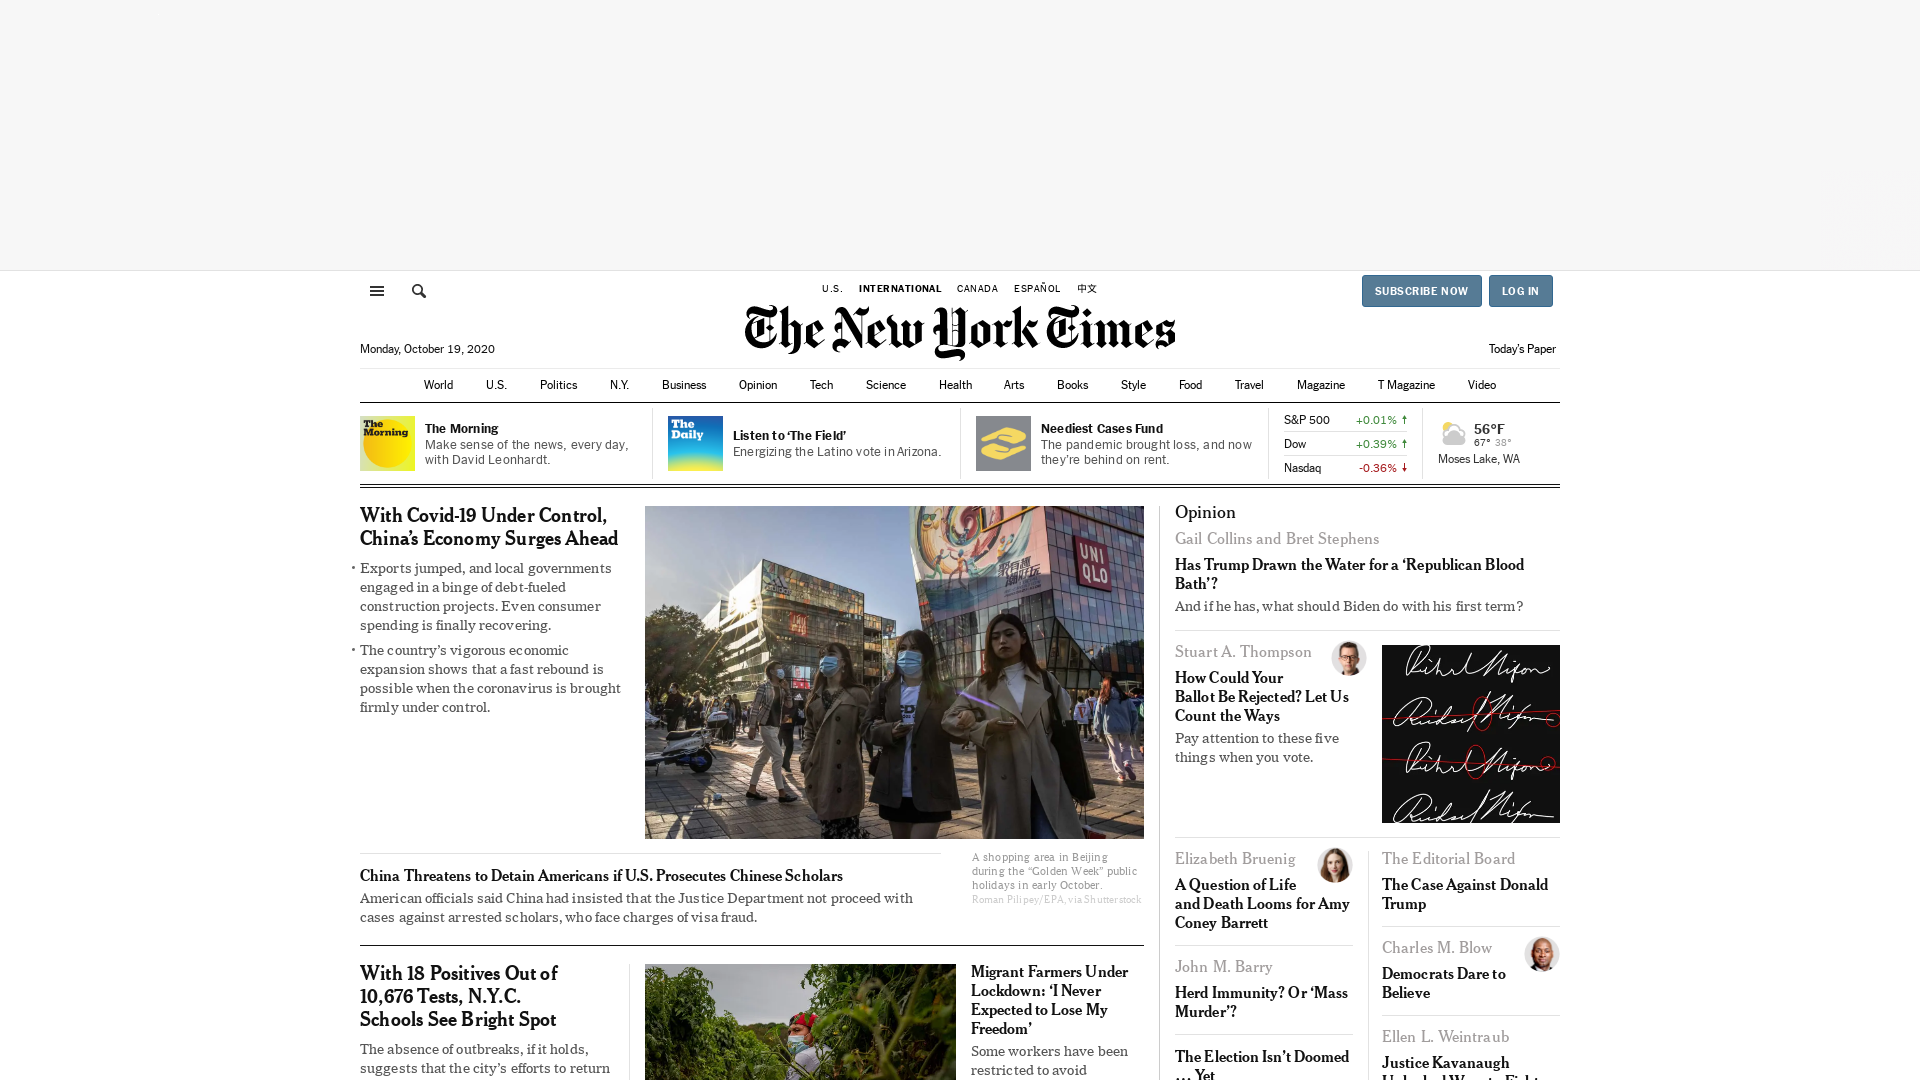 U.S.
INTERNATIONAL
CANADA
ESPAÑOL
中文
SUBSCRIBE NOW
LOG IN
The New York Times
Monday, October 19, 2020
Today's Paper
World
U.S.
Politics
N.Y.
Business
Opinion
Tech
Science
Health
Arts
Books
Style
Food
Travel
Magazine
T Magazine
Video
The
Morning
The Morning
Make sense of the news, every day,
with David Leonhardt.
The
Daily
Listen to ‘The Field’
Energizing the Latino vote in Arizona.
Neediest Cases Fund
The pandemic brought loss, and now
they’re behind on rent.
S&P 500 +0.01%
Dow +0.39%
Nasdaq -0.36%
56°F
67° 38°
Moses Lake, WA
With Covid-19 Under Control,
China’s Economy Surges Ahead
• Exports jumped, and local governments
engaged in a binge of debt-fueled
construction projects. Even consumer
spending is finally recovering.
• The country’s vigorous economic
expansion shows that a fast rebound is
possible when the coronavirus is brought
firmly under control.
UNI
QLO
A shopping area in Beijing
during the “Golden Week” public
holidays in early October.
Roman Pilipey/EPA, via Shutterstock
China Threatens to Detain Americans if U.S. Prosecutes Chinese Scholars
American officials said China had insisted that the Justice Department not proceed with
cases against arrested scholars, who face charges of visa fraud.
With 18 Positives Out of
10,676 Tests, N.Y.C.
Schools See Bright Spot
The absence of outbreaks, if it holds,
suggests that the city’s efforts to return
Migrant Farmers Under
Lockdown: ‘I Never
Expected to Lose My
Freedom’
Some workers have been
restricted to avoid
Opinion
Gail Collins and Bret Stephens
Has Trump Drawn the Water for a ‘Republican Blood
Bath’?
And if he has, what should Biden do with his first term?
Stuart A. Thompson
How Could Your
Ballot Be Rejected? Let Us
Count the Ways
Pay attention to these five
things when you vote.
Elizabeth Bruenig
A Question of Life
and Death Looms for Amy
Coney Barrett
John M. Barry
Herd Immunity? Or ‘Mass
Murder’?
The Election Isn’t Doomed
… Yet
The Editorial Board
The Case Against Donald
Trump
Charles M. Blow
Democrats Dare to
Believe
Ellen L. Weintraub
Justice Kavanaugh